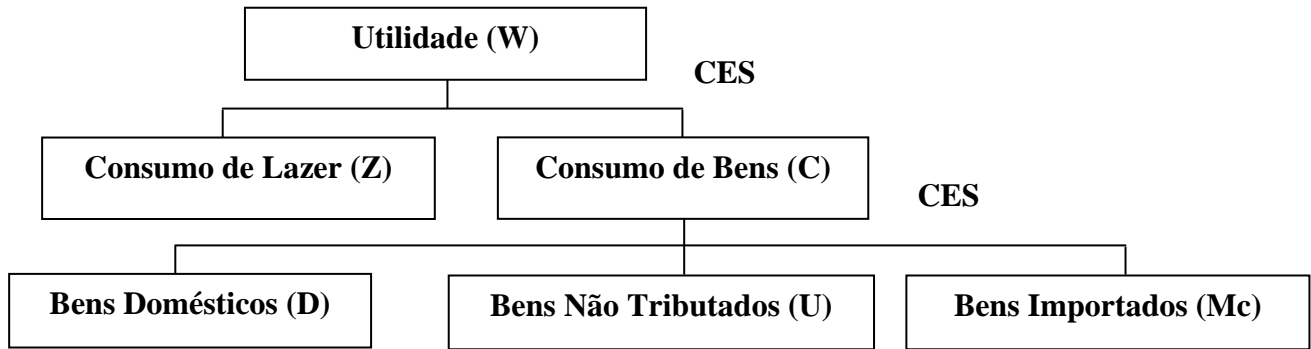 Utilidade (W)
CES
Consumo de Lazer (Z)
Consumo de Bens (C)
CES
Bens Domésticos (D)
Bens Não Tributados (U)
Bens Importados (Mc)